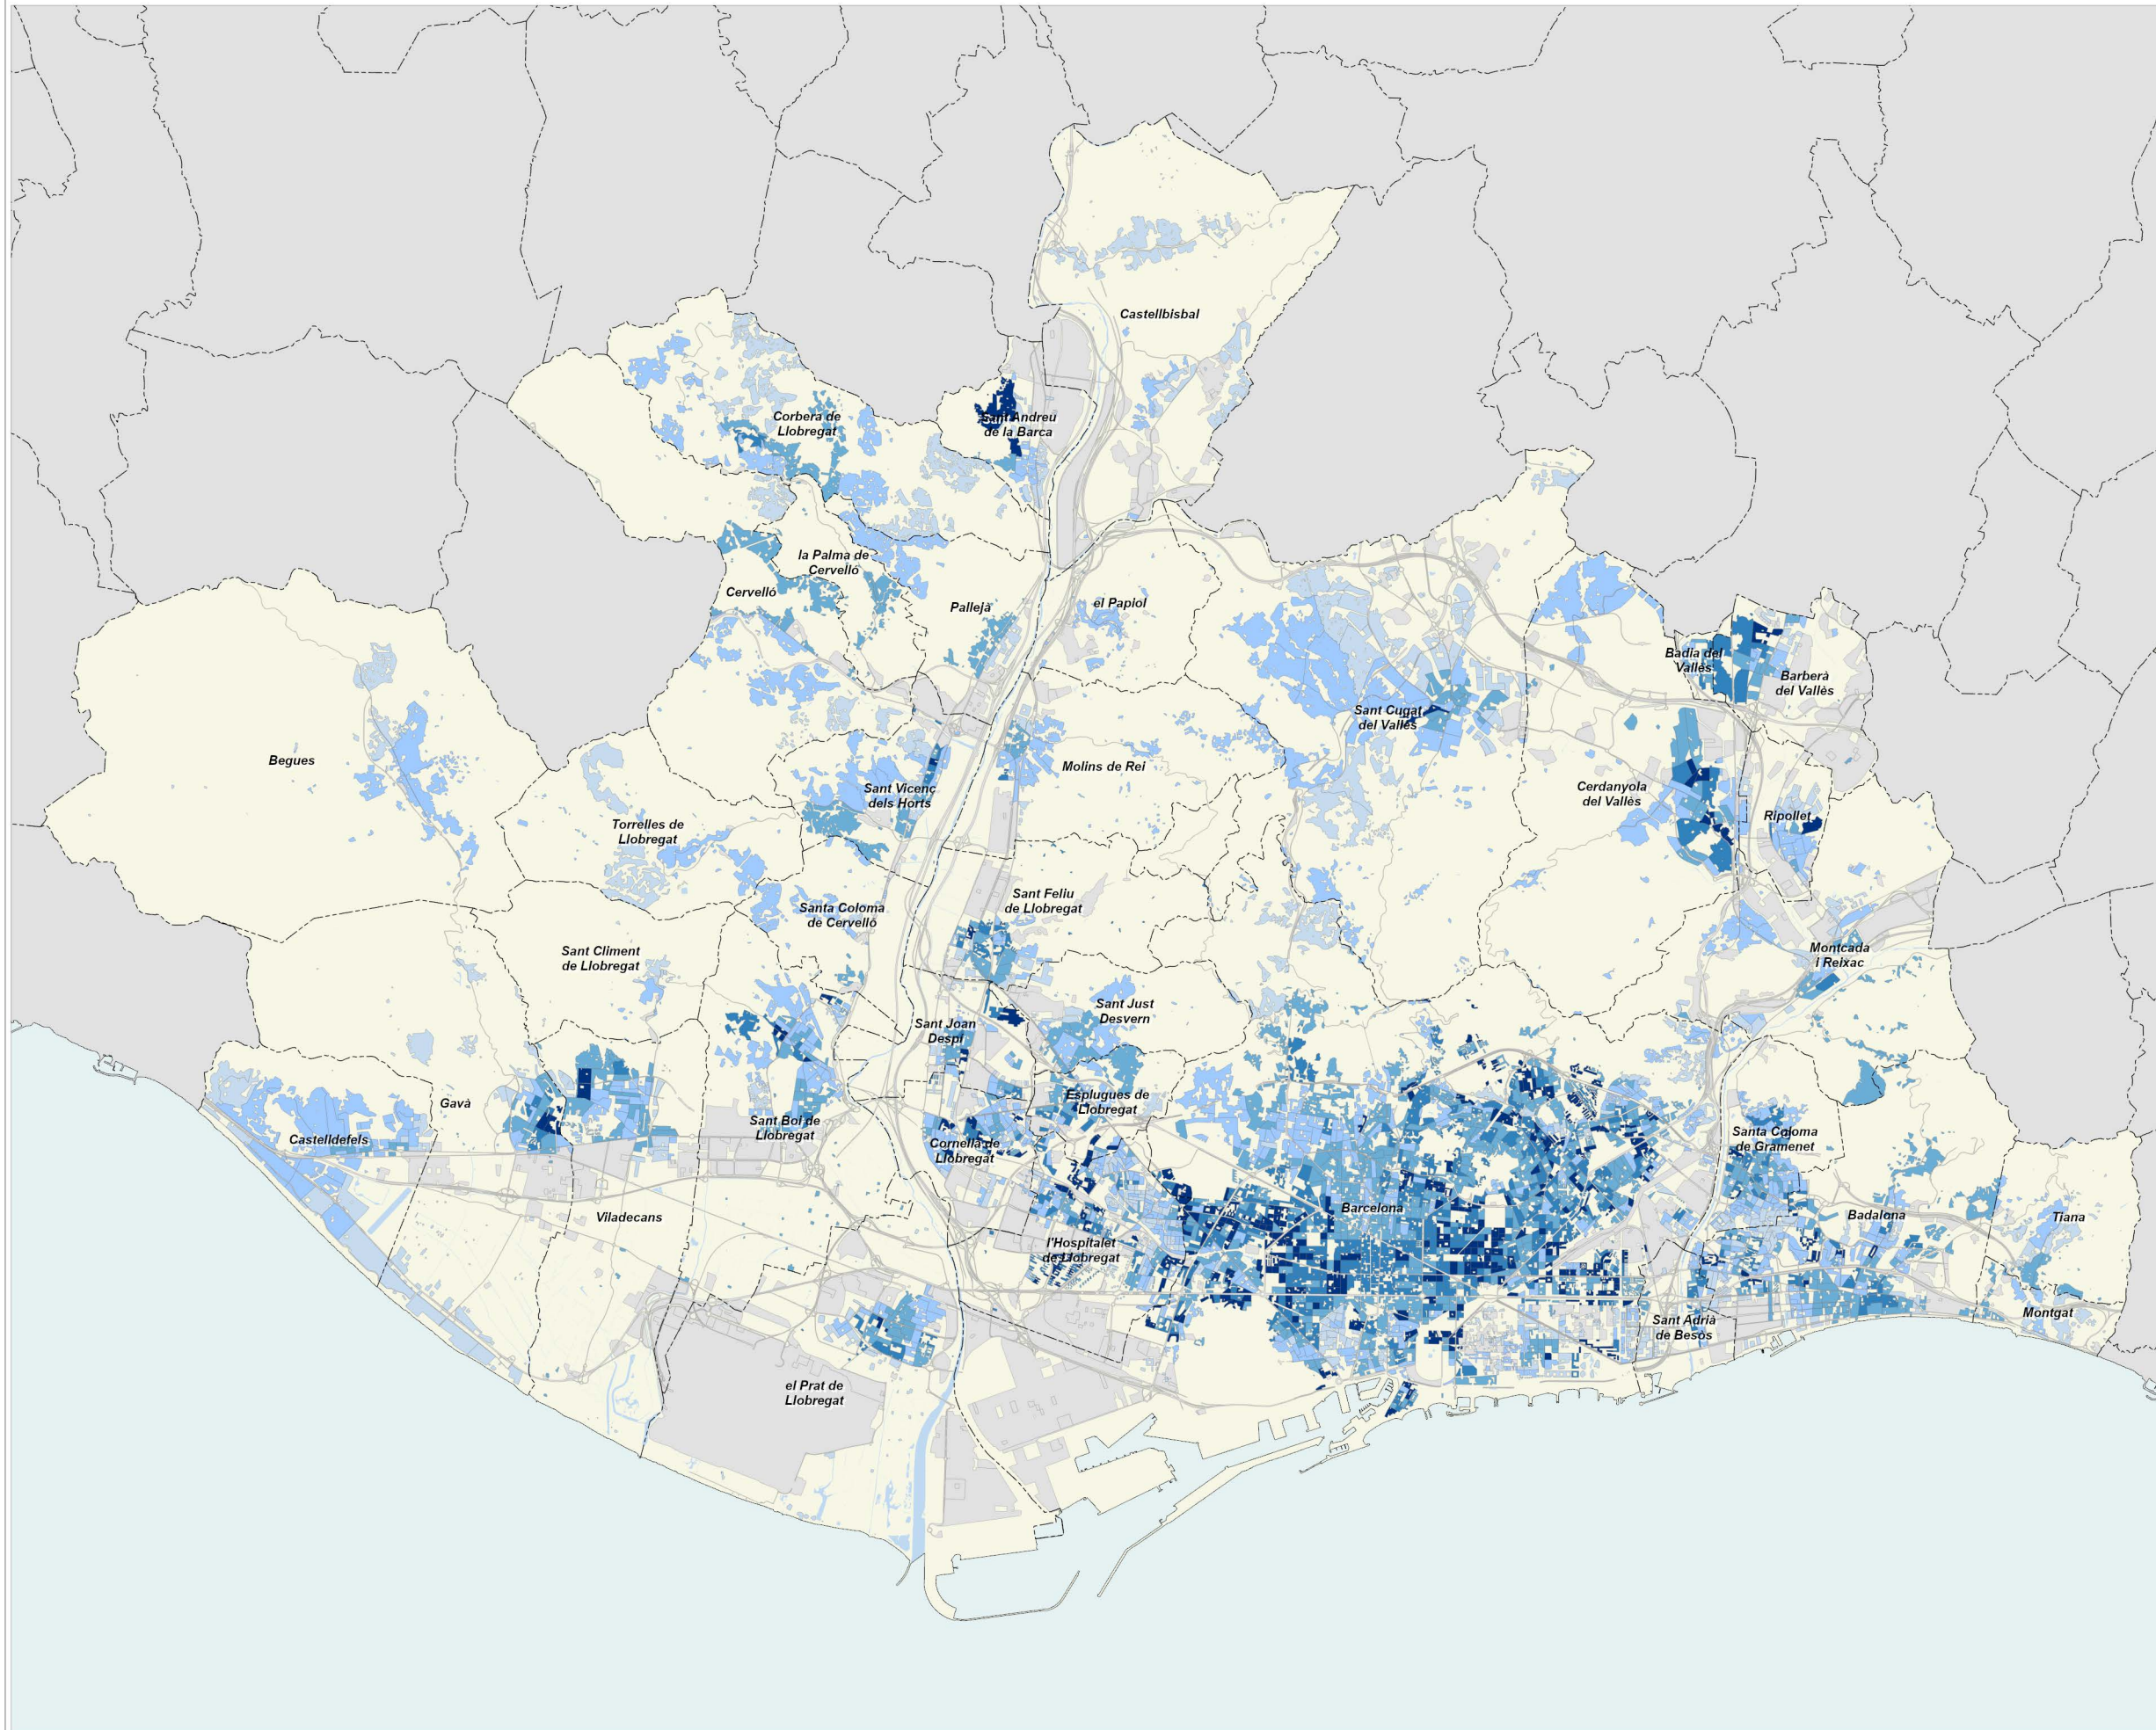 Castellbisbal
Corbera de
Llobregat
Sant Andreu
de la Barca
la Palma de
Cervelló
Cervelló
Pallejà
el Papiol
Badia del
Vallès
Barberà
del Vallès
Sant Cugat
del Vallès
Begues
Molins de Rei
Sant Vicenç
dels Horts
Cerdanyola
del Vallès
Ripollet
Torrelles de
Llobregat
Sant Feliu
de Llobregat
Santa Coloma
de Cervelló
Sant Climent
de Llobregat
Montcada
i Reixac
Sant Just
Desvern
Sant Joan
Despí
Gavà
Esplugues de
Llobregat
Castelldefels
Sant Boi de
Llobregat
Cornellà de
Llobregat
Santa Coloma
de Gramenet
Viladecans
Barcelona
Badalona
Tiana
l'Hospitalet
de Llobregat
Sant Adrià
de Besòs
Montgat
el Prat de
Llobregat